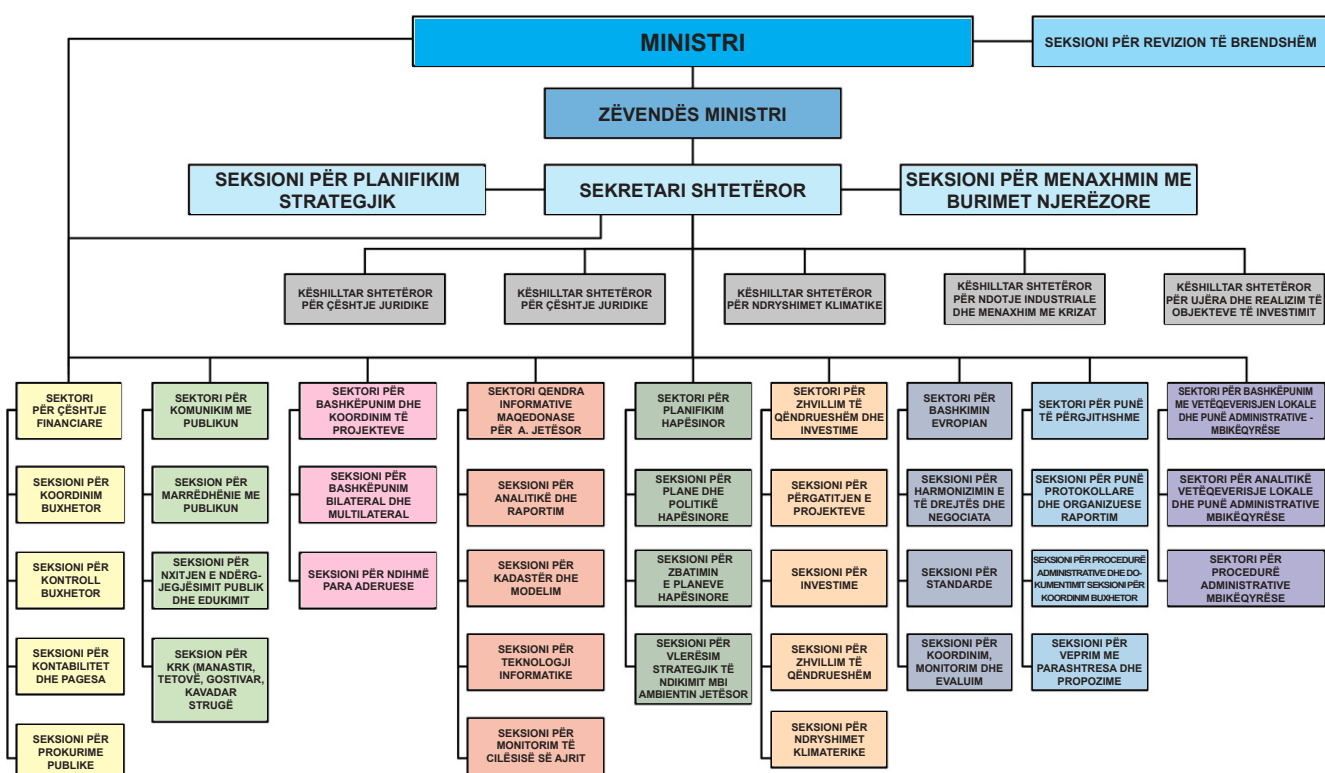 MINISTRI
SEKSIONI PËR REVIZION TË BRENDSHËM
ZËVENDËS MINISTRI
SEKSIONI PËR PLANIFIKIM
STRATEGJIK
SEKRETARI SHTETËROR
SEKSIONI PËR MENAXHMIN ME
BURIMET NJERËZORE
KËSHILLTAR SHTETËROR
PËR ÇËSHTJE JURIDIKE
KËSHILLTAR SHTETËROR
PËR ÇËSHTJE JURIDIKE
KËSHILLTAR SHTETËROR
PËR NDRYSHIMET KLIMATIKE
KËSHILLTAR SHTETËROR
PËR NDOTJE INDUSTRIALE
DHE MENAXHIM ME KRIZAT
KËSHILLTAR SHTETËROR
PËR UJËRA DHE REALIZIM TË
OBJEKTEVE TË INVESTIMIT
SEKTORI
PËR ÇËSHTJE
FINANCIARE
SEKTORI PËR
KOMUNIKIM ME
PUBLIKUN
SEKTORI PËR
BASHKËPUNIM DHE
KOORDINIM TË
PROJEKTEVE
SEKTORI QENDRA
INFORMATIVE
MAQEDONASE
PËR A. JETËSOR
SEKTORI PËR
PLANIFIKIM
HAPËSINOR
SEKTORI PËR
ZHVILLIM TË
QËNDRUESHËM DHE
INVESTIME
SEKTORI PËR
BASHKIMIN
EVROPIAN
SEKTORI PËR PUNË
TË PËRGJITHSHME
SEKTORI PËR BASHKËPUNIM
ME VETËQEVERISJEN LOKALE
DHE PUNË ADMINISTRATIVE -
MBIKËQYRËSE
SEKSIONI PËR
KOORDINIM
BUXHETOR
SEKSION PËR
MARRËDHËNIE ME
PUBLIKUN
SEKSIONI PËR
BASHKËPUNIM
BILATERAL DHE
MULTILATERAL
SEKSIONI PËR
ANALITIKË DHE
RAPORTIM
SEKSIONI PËR
PLANE DHE
POLITIKË
HAPËSINORE
SEKSIONI PËR
PËRGATITJEN E
PROJEKTEVE
SEKSIONI PËR
HARMONIZIMIN E
TË DREJTËS DHE
NEGOCIATA
SEKSIONI PËR PUNË
PROTOKOLLARE
DHE ORGANIZUESE
RAPORTIM
SEKTORI PËR ANALITIKË
VETËQEVERISJE LOKALE
DHE PUNË ADMINISTRATIVE
MBIKËQYRËSE
SEKSIONI PËR
KONTROLL
BUXHETOR
SEKSIONI PËR
NXITJEN E NDËRG-
JEGJËSIMIT PUBLIK
DHE EDUKIMIT
SEKSIONI PËR NDIHMË
PARA ADERUESE
SEKSIONI PËR
KADASTËR DHE
MODELIM
SEKSIONI PËR
ZBATIMIN
E PLANEVE
HAPËSINORE
SEKSIONI PËR
INVESTIME
SEKSIONI PËR
STANDARDE
SEKSIONI PËR PROCEDURË
ADMINISTRATIVE DHE DO-
KUMENTIMIT SEKSIONI PËR
KOORDINIM BUXHETOR
SEKTORI PËR
PROCEDURË
ADMINISTRATIVE
MBIKËQYRËSE
SEKSIONI PËR
KONTABILITET
DHE PAGESA
SEKSION PËR
KRK (MANASTIR,
TETOVË, GOSTIVAR,
KAVADAR
STRUGË
SEKSIONI PËR
TEKNOLOGJI
INFORMATIKE
SEKSIONI PËR
VLERËSIM
STRATEGJIK TË
NDIKIMIT MBI
AMBIENTIN JETËSOR
SEKSIONI PËR
ZHVILLIM TË
QËNDRUESHËM
SEKSIONI PËR
KOORDINIM,
MONITORIM DHE
EVALUIM
SEKSIONI PËR
VEPRIM ME
PARASHTRESA DHE
PROPOZIME
SEKSIONI PËR
PROKURIME
PUBLIKE
SEKSIONI PËR
MONITORIM TË
CILËSISË SË AJRIT
SEKSIONI PËR
NDRYSHIMET
KLIMATERIKE